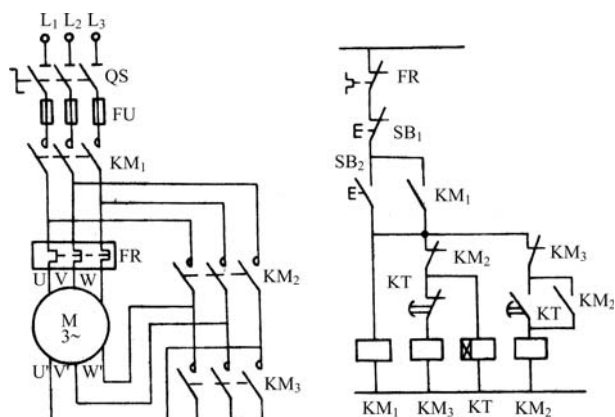 L₁ L₂ L₃
QS
FU
KM₁
FR
U V W
M
3~
U' V' W'
KM₂
KM₃
FR
SB₁
SB₂
KM₁
KM₂
KM₃
KT
KT
KM₂
KM₁ KM₃ KT KM₂